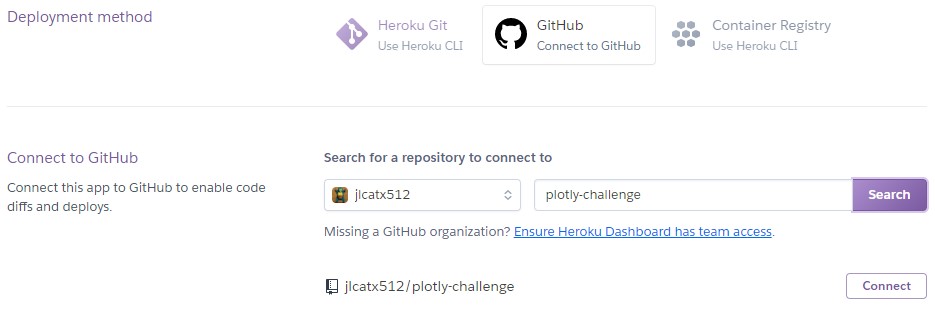 Deployment method
Heroku Git
Use Heroku CLI
GitHub
Connect to GitHub
Container Registry
Use Heroku CLI
Connect to GitHub
Connect this app to GitHub to enable code
diffs and deploys.
Search for a repository to connect to
jlcatx512
plotly-challenge
Search
Missing a GitHub organization? Ensure Heroku Dashboard has team access.
jlcatx512/plotly-challenge
Connect